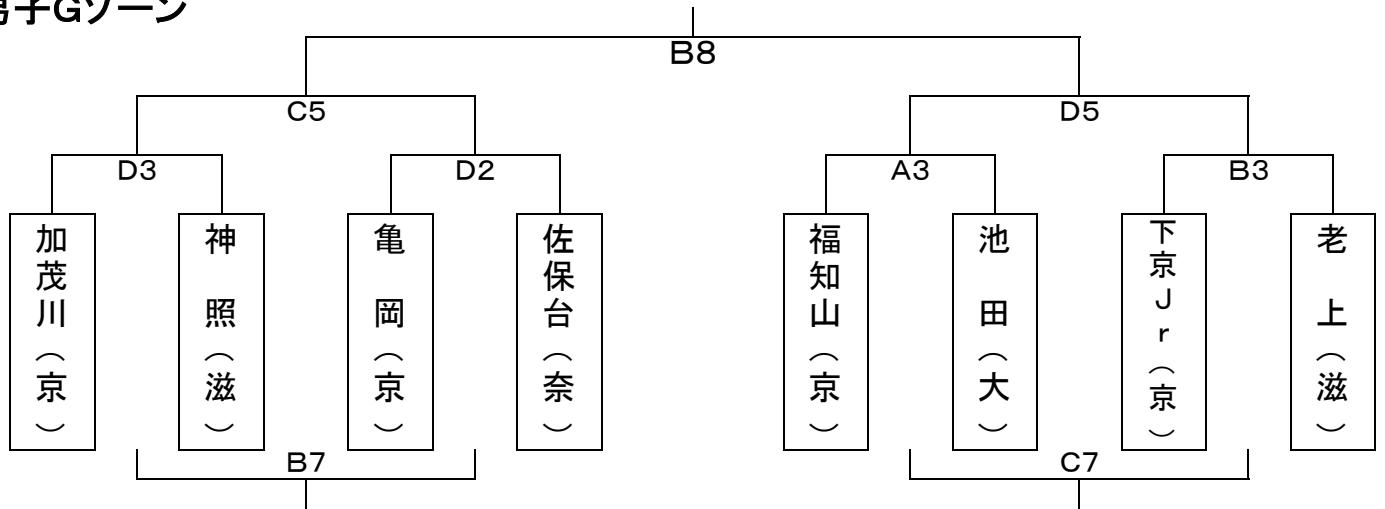 男子Gゾーン
B8
C5
D5
D3
D2
A3
B3
加茂川(京)
神照(滋)
亀岡(京)
佐保台(奈)
福知山(京)
池田(大)
下京Jr(京)
老上(滋)
B7
C7